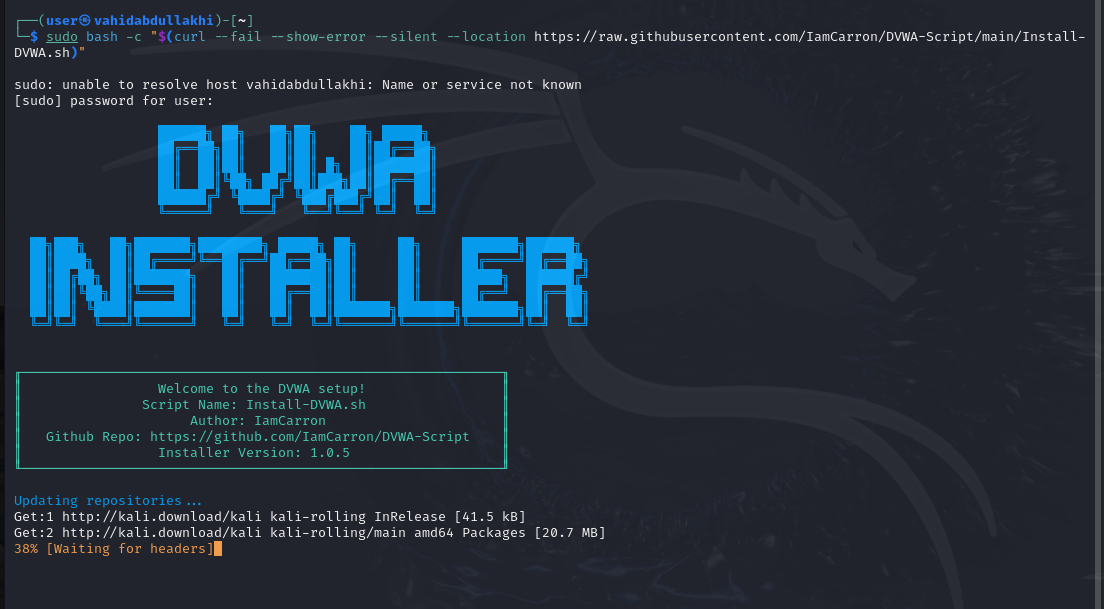 ┌──(user㉿vahidabdullakhi)-[~]
└─$ sudo bash -c "$(curl --fail --show-error --silent --location https://raw.githubusercontent.com/IamCarron/DVWA-Script/main/Install-
DVWA.sh)"
sudo: unable to resolve host vahidabdullakhi: Name or service not known
[sudo] password for user:
DVWA
INSTALLER
Welcome to the DVWA setup!
Script Name: Install-DVWA.sh
Author: IamCarron
Github Repo: https://github.com/IamCarron/DVWA-Script
Installer Version: 1.0.5
Updating repositories...
Get:1 http://kali.download/kali kali-rolling InRelease [41.5 kB]
Get:2 http://kali.download/kali kali-rolling/main amd64 Packages [20.7 MB]
38% [Waiting for headers]